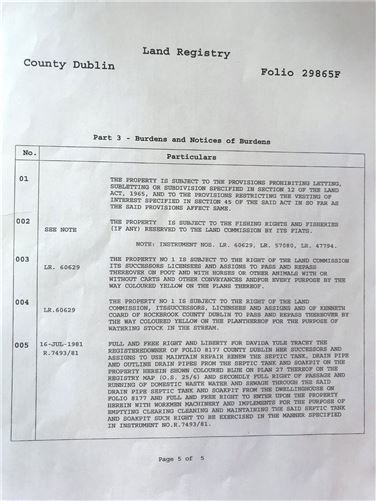 Land Registry
County Dublin
Folio 29865F
Part 3 - Burdens and Notices of Burdens
No.
Particulars
01
THE PROPERTY IS SUBJECT TO THE PROVISIONS PROHIBITING LETTING,
SUBLETTING OR SUBDIVISION SPECIFIED IN SECTION 12 OF THE LAND
ACT, 1965, AND TO THE PROVISIONS RESTRICTING THE VESTING OF
INTEREST SPECIFIED IN SECTION 45 OF THE SAID ACT IN SO FAR AS
THE SAID PROVISIONS AFFECT SAME.
002
SEE NOTE
THE PROPERTY IS SUBJECT TO THE FISHING RIGHTS AND FISHERIES
(IF ANY) RESERVED TO THE LAND COMMISSION BY ITS FIATS.
NOTE: INSTRUMENT NOS. LR. 60629, LR. 57080, LR. 47794.
003
LR. 60629
THE PROPERTY NO 1 IS SUBJECT TO THE RIGHT OF THE LAND COMMISSION
ITS SUCCESSORS LICENSEES AND ASSIGNS TO PASS AND REPASS
THEREOVER ON FOOT AND WITH HORSES OR OTHER ANIMALS WITH OR
WITHOUT CARTS AND OTHER CONVEYANCES AND FOR EVERY PURPOSE BY THE
WAY COLOURED YELLOW ON THE PLANS THEREOF.
004
LR.60629
THE PROPERTY NO 1 IS SUBJECT TO THE RIGHT OF THE LAND
COMMISSION, ITSSUCCESSORS, LICENSEES AND ASSIGNS AND OF KENNETH
COARD OF ROCKBROOK COUNTY DUBLIN TO PASS AND REPASS THEREOVER BY
THE WAY COLOURED YELLOW ON THE PLANTHEREOF FOR THE PURPOSE OF
WATHRING STOCK IN THE STREAM.
005
16-JUL-1981
R.7493/81
FULL AND FREE RIGHT AND LIBERTY FOR DAVIDA YULE TRACHY THE
REGISTEREDOWNER OF FOLIO 8177 COUNTY DUBLIN HER SUCCESSORS AND
ASSIGNS TO USE MAINTAIN REPAIR RENEW THE SEPTIC TANK, DRAIN PIPE
AND OUTLINE DRAIN PIPES FROM THE SEPTIC TANK AND SOAKPIT ON THE
PROPERTY HEREIN SHOWN COLOURED BLUE ON PLAN 27 THEREOF ON THE
REGISTRY MAP (O.S. 25/6) AND SECONDLY FULL RIGHT OF PASSAGE AND
RUNNING OF DOMESTIC WASTE WATER AND SEWAGE THROUGH THE SAID
DRAIN PIPE SEPTIC TANK AND SOAKPIT FROM THE DWELLINGHOUSE ON
FOLIO 8177 AND FULL AND FREE RIGHT TO ENTER UPON THE PROPERTY
HEREIN WITH WORKMEN MACHINERY AND IMPLEMENTS FOR THE PURPOSE OF
EMPTYING CLEARING CLEANING AND MAINTAINING THE SAID SEPTIC TANK
AND SOAKPIT SUCH RIGHT TO BE EXERCISED IN THE MANNER SPECIFIED
IN INSTRUMENT NO.R.7493/81.
Page 5 of 5